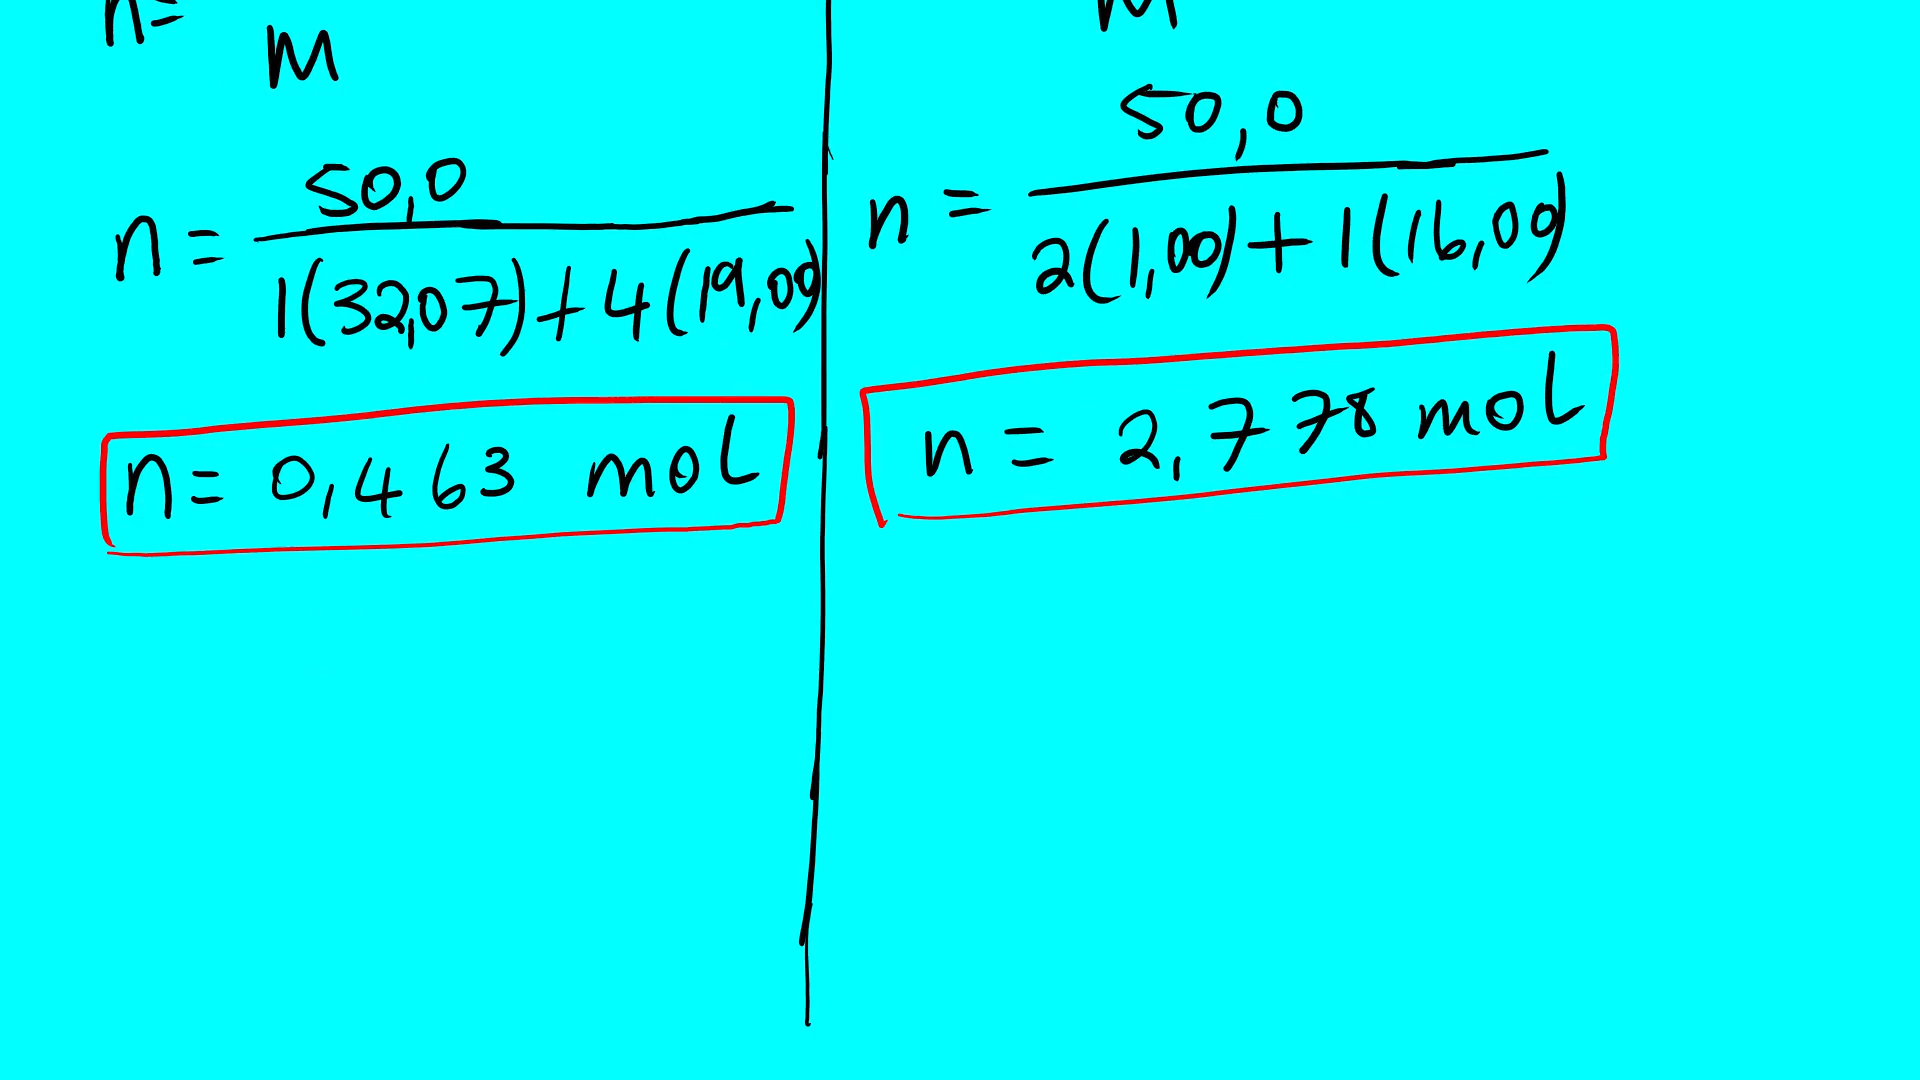 n=
M
n = 50,0
1(32,07)+4(19,00)
n= 0,463 mol
M
50,0
n =
2(1,00)+1(16,00)
n = 2,778 mol